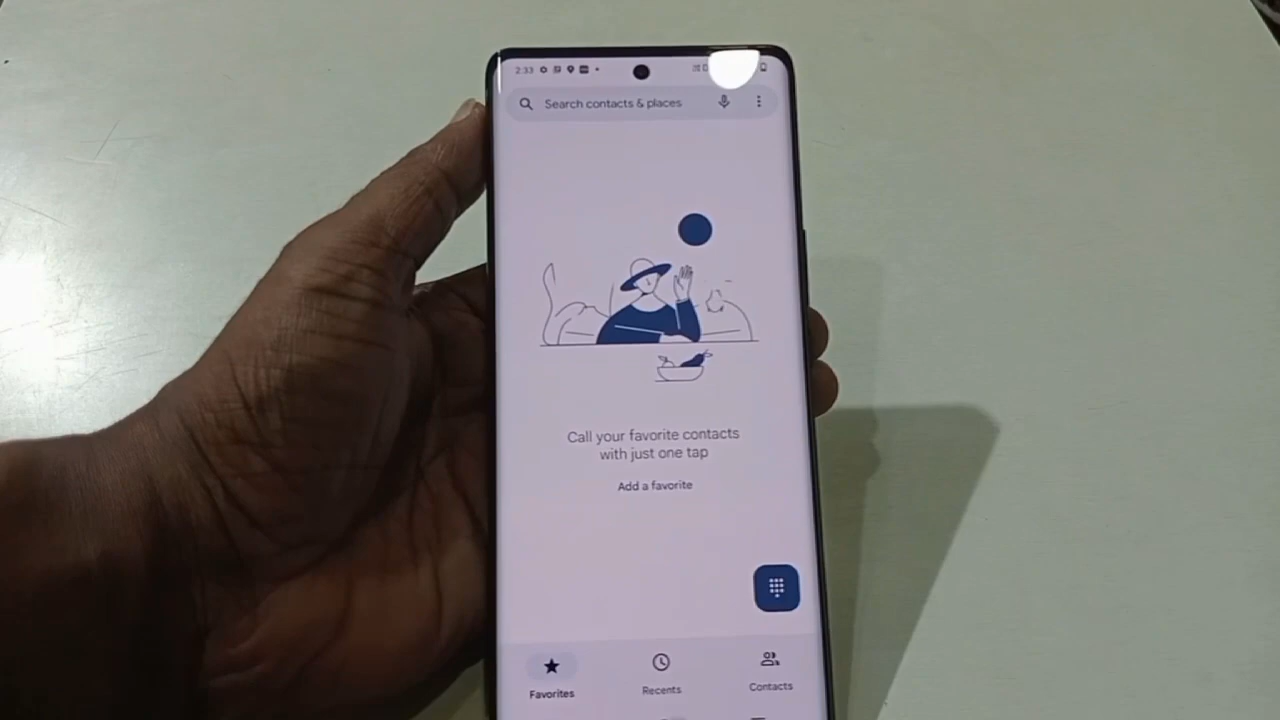 2:33
Search contacts & places
Call your favorite contacts
with just one tap
Add a favorite
Favorites
Recents
Contacts